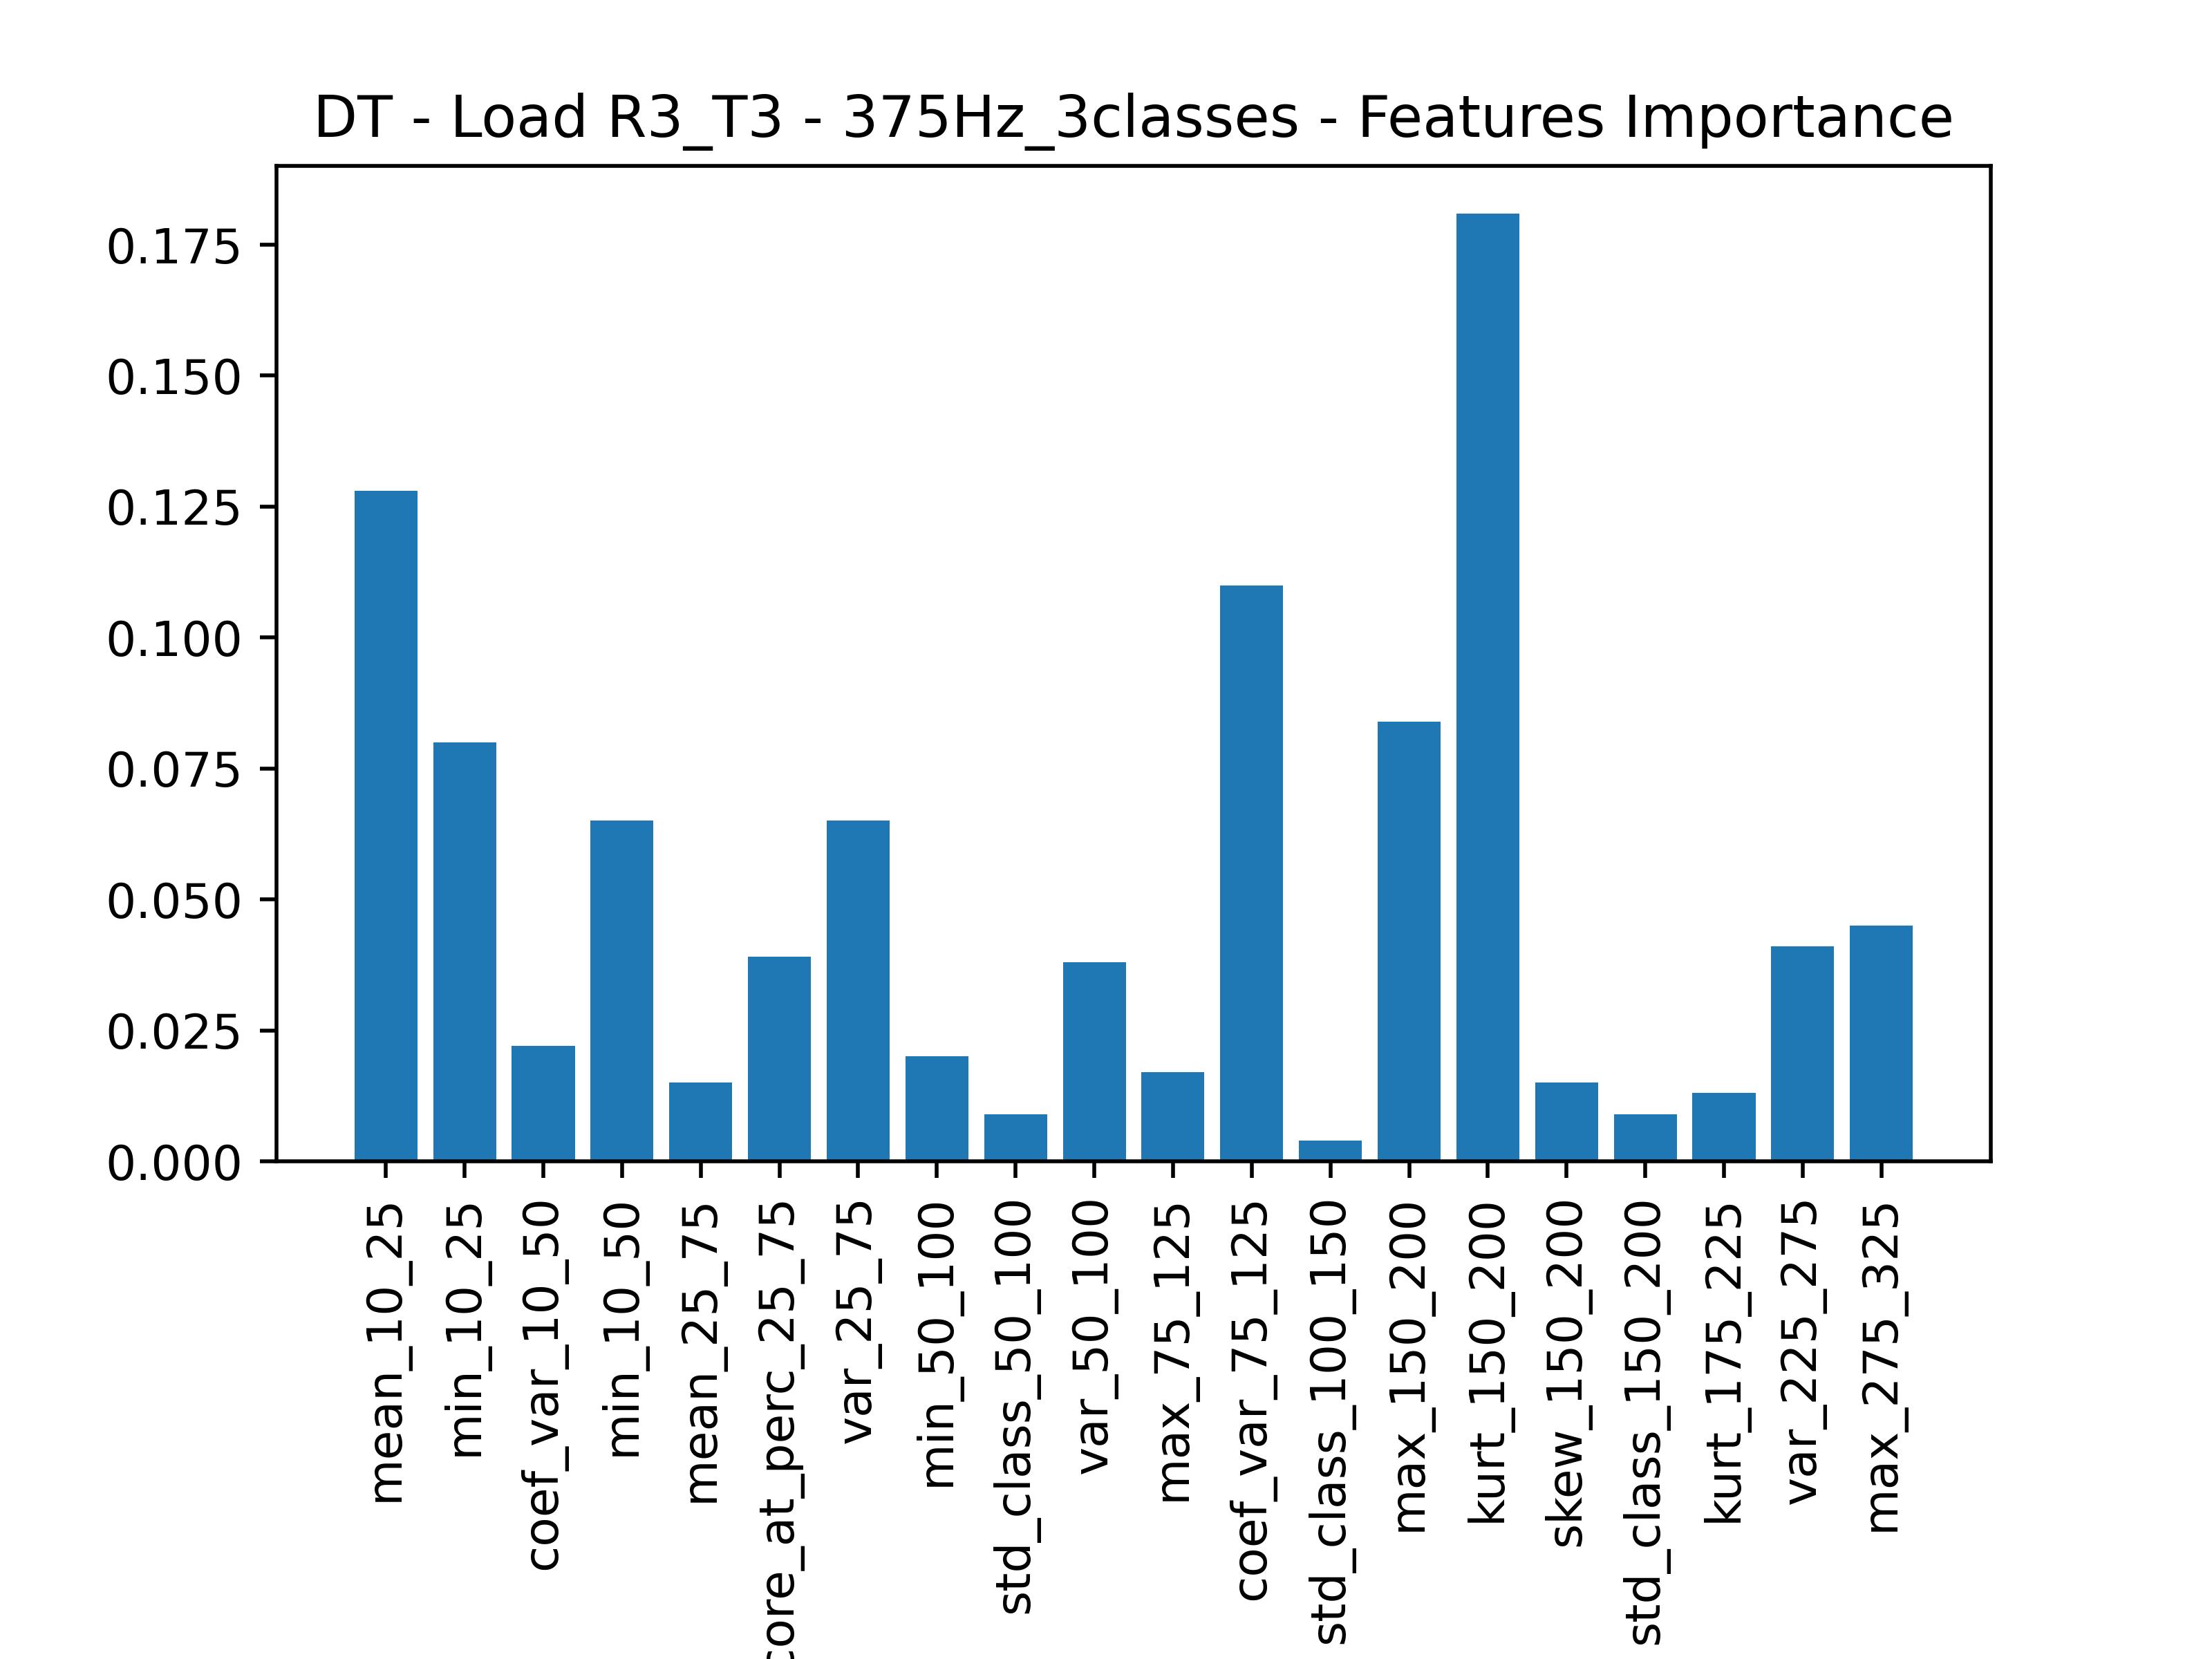 DT - Load R3_T3 - 375Hz_3classes - Features Importance
0.175
0.150
0.125
0.100
0.075
0.050
0.025
0.000
mean_10_25
min_10_25
coef_var_10_50
min_10_50
mean_25_75
core_at_perc_25_75
var_25_75
min_50_100
std_class_50_100
var_50_100
max_75_125
coef_var_75_125
std_class_100_150
max_150_200
kurt_150_200
skew_150_200
std_class_150_200
kurt_175_225
var_225_275
max_275_325